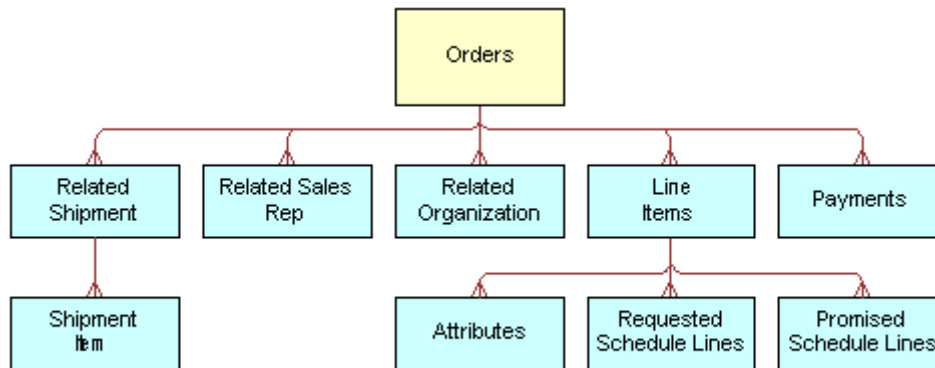 Orders
Related
Shipment
Related Sales
Rep
Related
Organization
Line
Items
Payments
Shipment
Item
Attributes
Requested
Schedule Lines
Promised
Schedule Lines